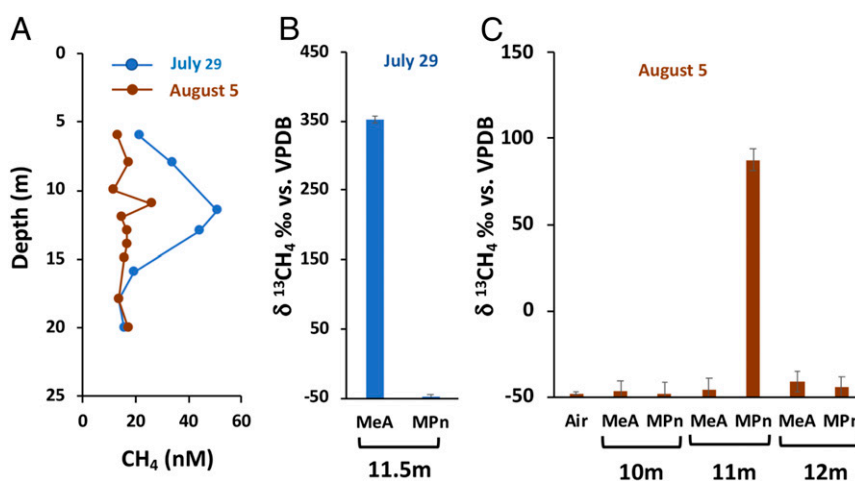 A
July 29
August 5
0
5
10
15
20
25
Depth (m)
0 20 40 60
CH₄ (nM)
B
July 29
450
350
250
150
50
-50
δ ¹³CH₄ ‰ vs. VPDB
MeA MPn
11.5m
C
August 5
150
100
50
0
-50
δ ¹³CH₄ ‰ vs. VPDB
Air MeA MPn MeA MPn MeA MPn
10m 11m 12m